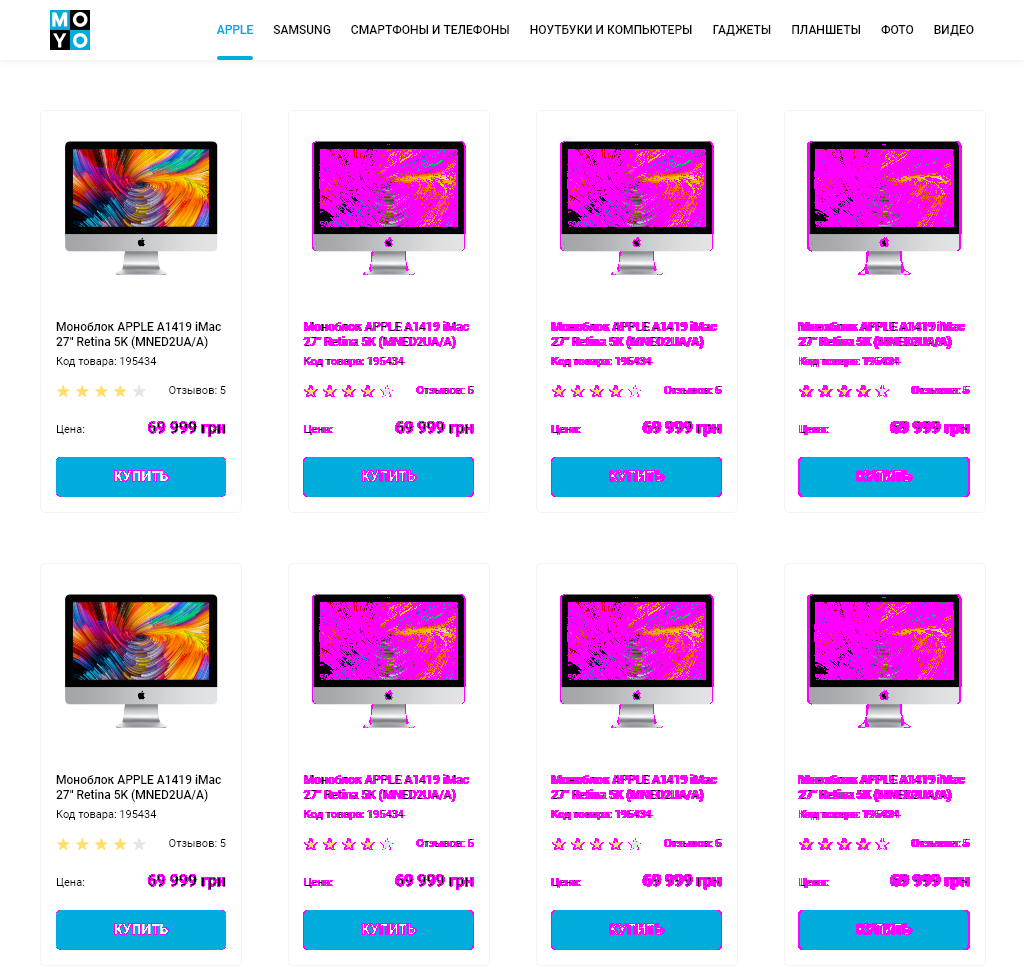 MOYO
APPLE SAMSUNG СМАРТФОНЫ И ТЕЛЕФОНЫ НОУТБУКИ И КОМПЬЮТЕРЫ ГАДЖЕТЫ ПЛАНШЕТЫ ФОТО ВИДЕО
Моноблок APPLE A1419 iMac
27" Retina 5K (MNED2UA/A)
Код товара: 195434
Отзывов: 5
Цена: 69 999 грн
КУПИТЬ
Моноблок APPLE A1419 iMac
27" Retina 5K (MNED2UA/A)
Код товара: 195434
Отзывов: 5
Цена: 69 999 грн
КУПИТЬ
Моноблок APPLE A1419 iMac
27" Retina 5K (MNED2UA/A)
Код товара: 195434
Отзывов: 5
Цена: 69 999 грн
КУПИТЬ
Моноблок APPLE A1419 iMac
27" Retina 5K (MNED2UA/A)
Код товара: 195434
Отзывов: 5
Цена: 69 999 грн
КУПИТЬ
Моноблок APPLE A1419 iMac
27" Retina 5K (MNED2UA/A)
Код товара: 195434
Отзывов: 5
Цена: 69 999 грн
КУПИТЬ
Моноблок APPLE A1419 iMac
27" Retina 5K (MNED2UA/A)
Код товара: 195434
Отзывов: 5
Цена: 69 999 грн
КУПИТЬ
Моноблок APPLE A1419 iMac
27" Retina 5K (MNED2UA/A)
Код товара: 195434
Отзывов: 5
Цена: 69 999 грн
КУПИТЬ
Моноблок APPLE A1419 iMac
27" Retina 5K (MNED2UA/A)
Код товара: 195434
Отзывов: 5
Цена: 69 999 грн
КУПИТЬ